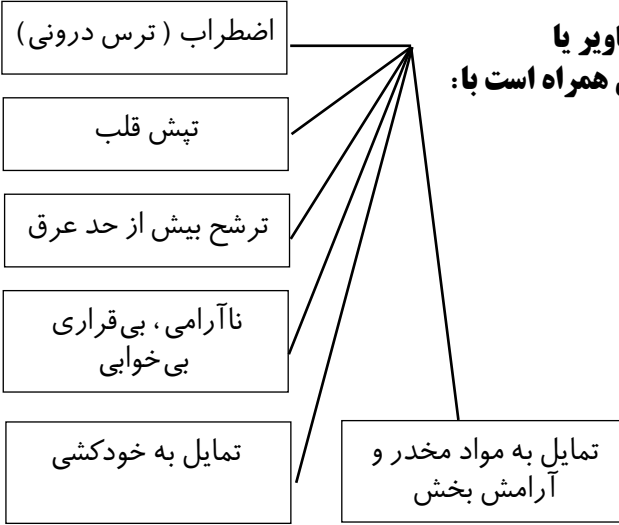 یا
همراه است با:
اضطراب ( ترس درونی)
تپش قلب
ترشح بیش از حد عرق
ناآرامی، بی‌قراری
بی‌خوابی
تمایل به خودکشی
تمایل به مواد مخدر و
آرامش بخش